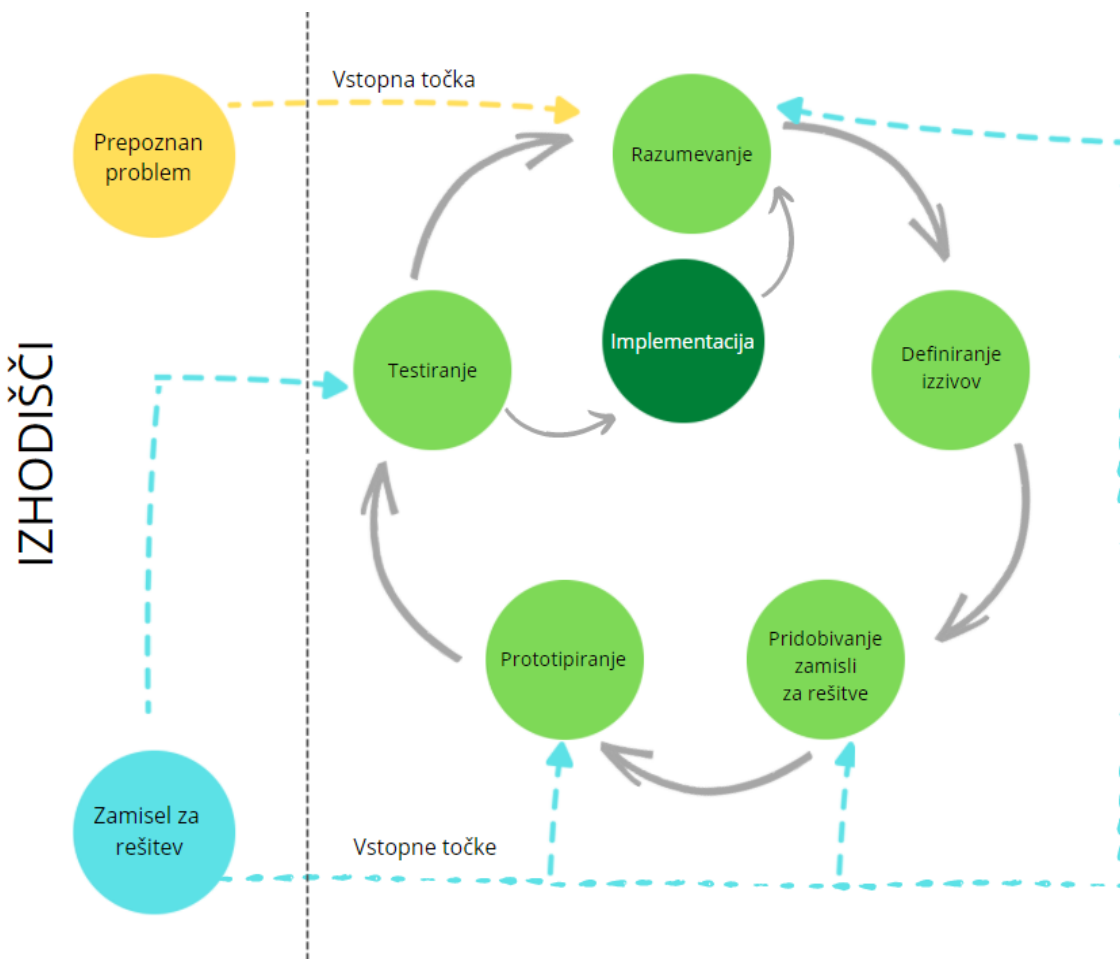 IZHODIŠČI
Prepoznan
problem
Vstopna točka
Razumevanje
Implementacija
Testiranje
Definiranje
izzivov
Prototipiranje
Pridobivanje
zamisli
za rešitve
Zamisel za
rešitev
Vstopne točke